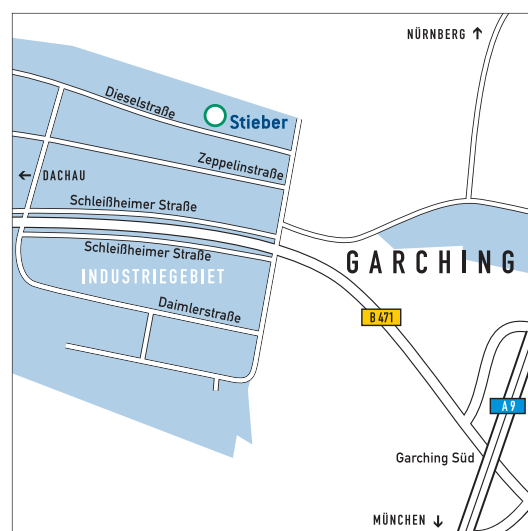 NÜRNBERG ↑
Dieselstraße
Stieber
Zeppelinstraße
← DACHAU
Schleißheimer Straße
Schleißheimer Straße
GARCHING
INDUSTRIEGEBIET
Daimlerstraße
B 471
A 9
Garching Süd
MÜNCHEN ↓